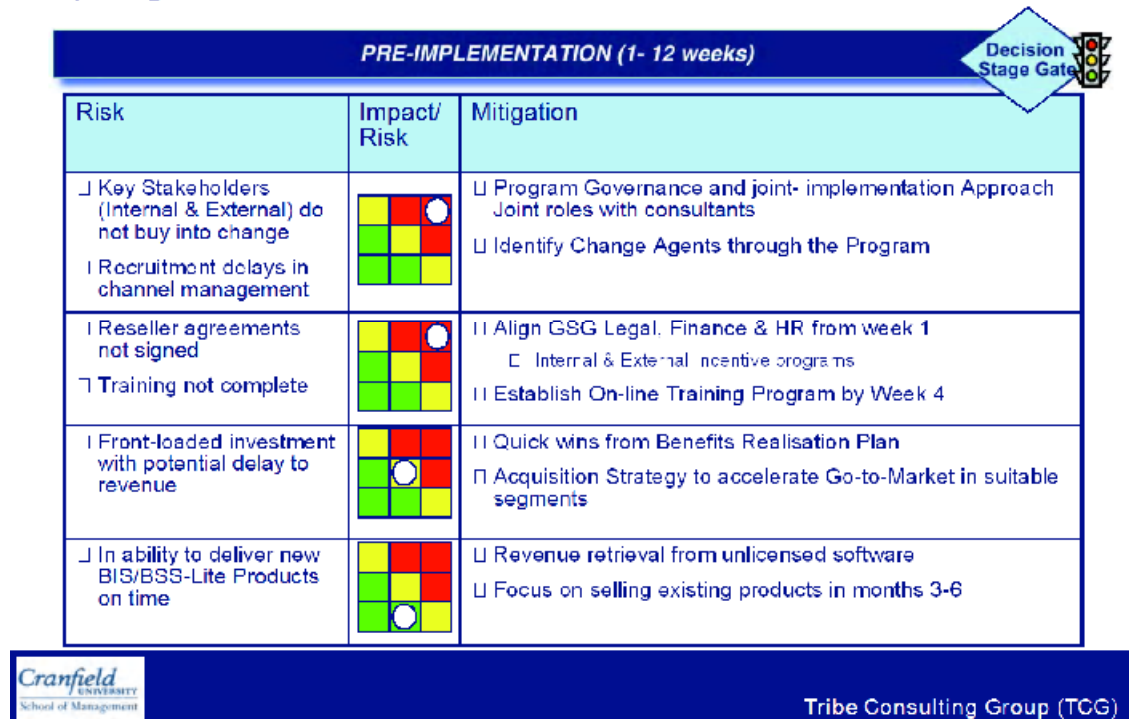 PRE-IMPLEMENTATION (1- 12 weeks)
Decision
Stage Gate
Risk
Impact/
Risk
Mitigation
Key Stakeholders
(Internal & External) do
not buy into change
Recruitment delays in
channel management
Program Governance and joint- implementation Approach
Joint roles with consultants
Identify Change Agents through the Program
Reseller agreements
not signed
Training not complete
Align GSG Legal, Finance & HR from week 1
Internal & External incentive programs
Establish On-line Training Program by Week 4
Front-loaded investment
with potential delay to
revenue
Quick wins from Benefits Realisation Plan
Acquisition Strategy to accelerate Go-to-Market in suitable
segments
In ability to deliver new
BIS/BSS-Lite Products
on time
Revenue retrieval from unlicensed software
Focus on selling existing products in months 3-6
Cranfield
UNIVERSITY
School of Management
Tribe Consulting Group (TCG)